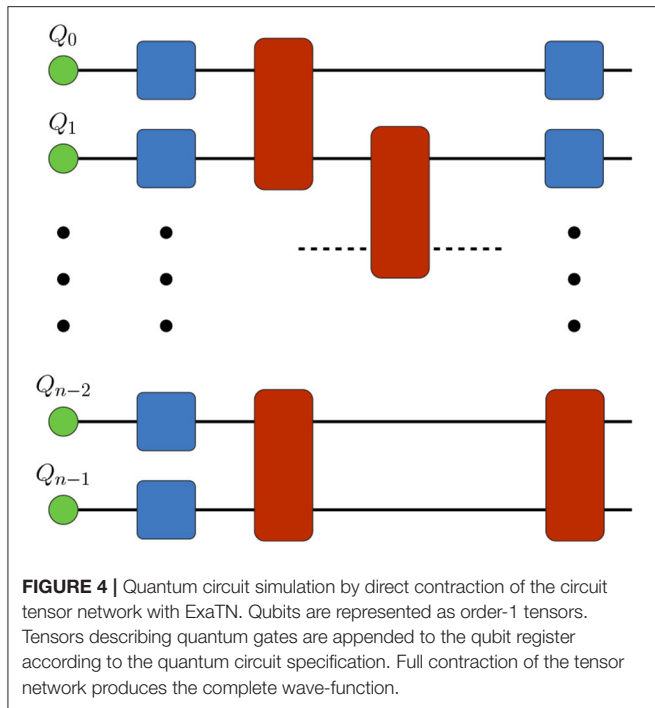 Q₀
Q₁
Qₙ₋₂
Qₙ₋₁
FIGURE 4 | Quantum circuit simulation by direct contraction of the circuit
tensor network with ExaTN. Qubits are represented as order-1 tensors.
Tensors describing quantum gates are appended to the qubit register
according to the quantum circuit specification. Full contraction of the tensor
network produces the complete wave-function.